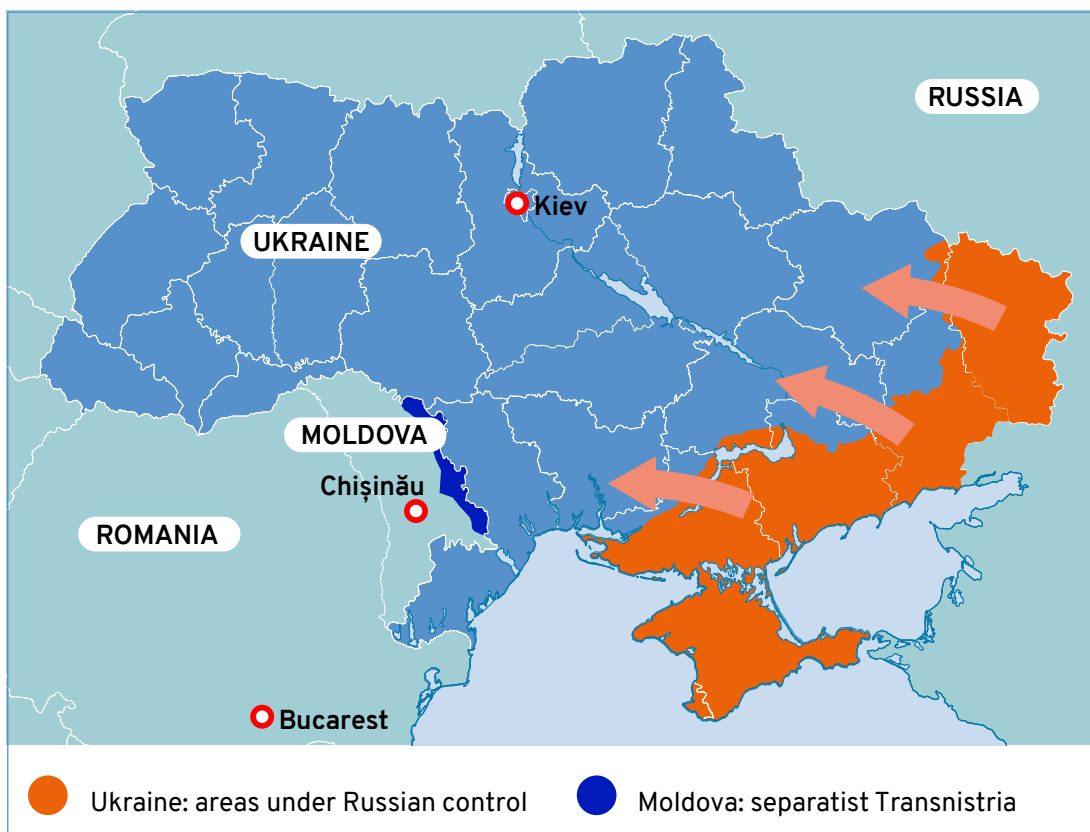 RUSSIA
Kiev
UKRAINE
MOLDOVA
Chișinău
ROMANIA
Bucarest
Ukraine: areas under Russian control
Moldova: separatist Transnistria